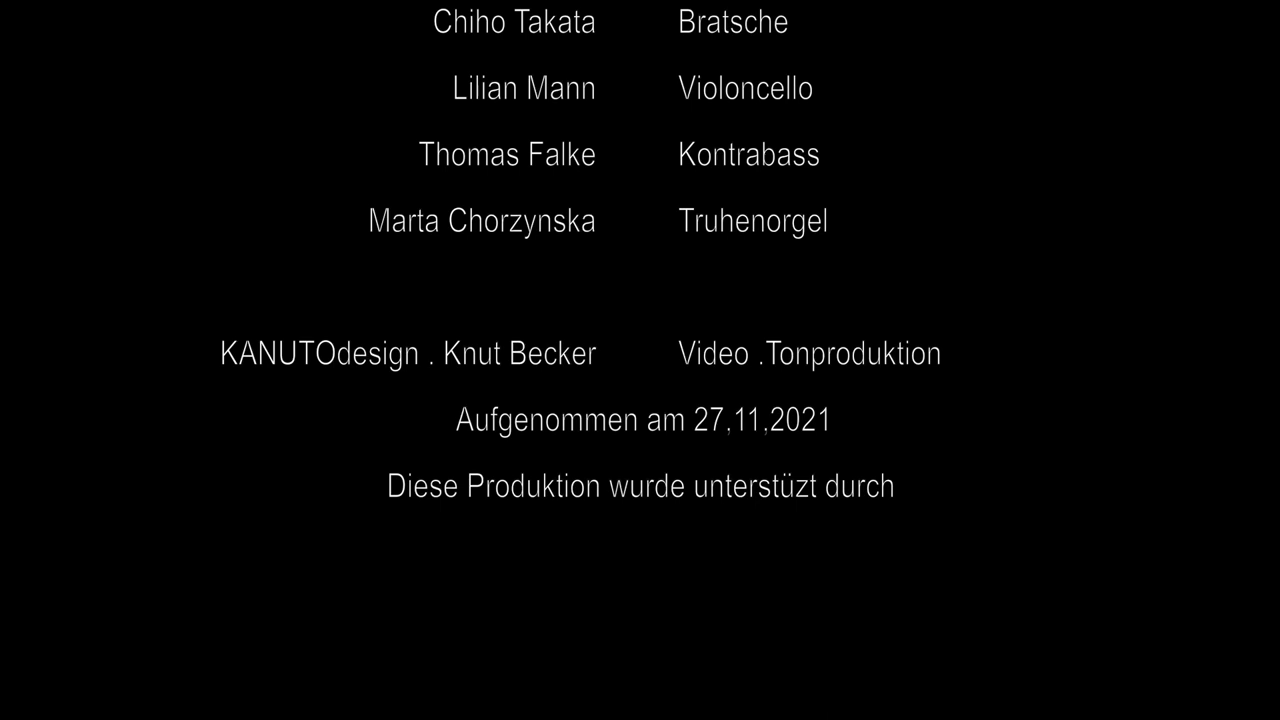 Chiho Takata Bratsche
Lilian Mann Violoncello
Thomas Falke Kontrabass
Marta Chorzynska Truhenorgel
KANUTOdesign . Knut Becker Video .Tonproduktion
Aufgenommen am 27,11,2021
Diese Produktion wurde unterstüzt durch